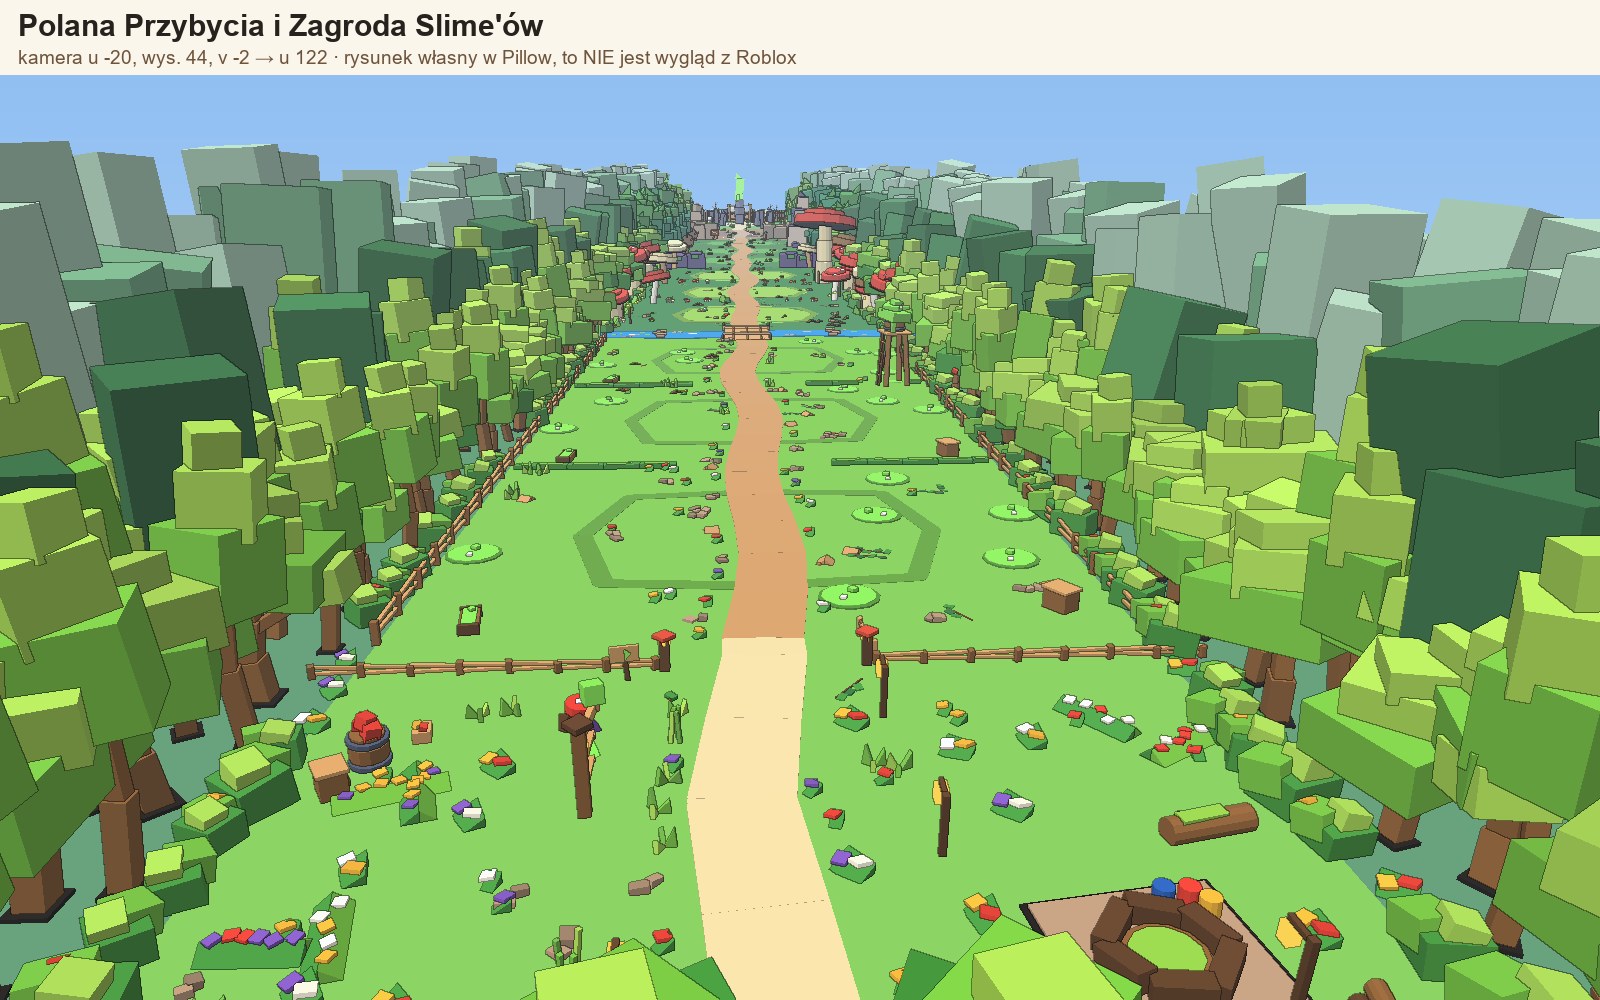 Polana Przybycia i Zagroda Slime'ów
kamera u -20, wys. 44, v -2 → u 122 · rysunek własny w Pillow, to NIE jest wygląd z Roblox